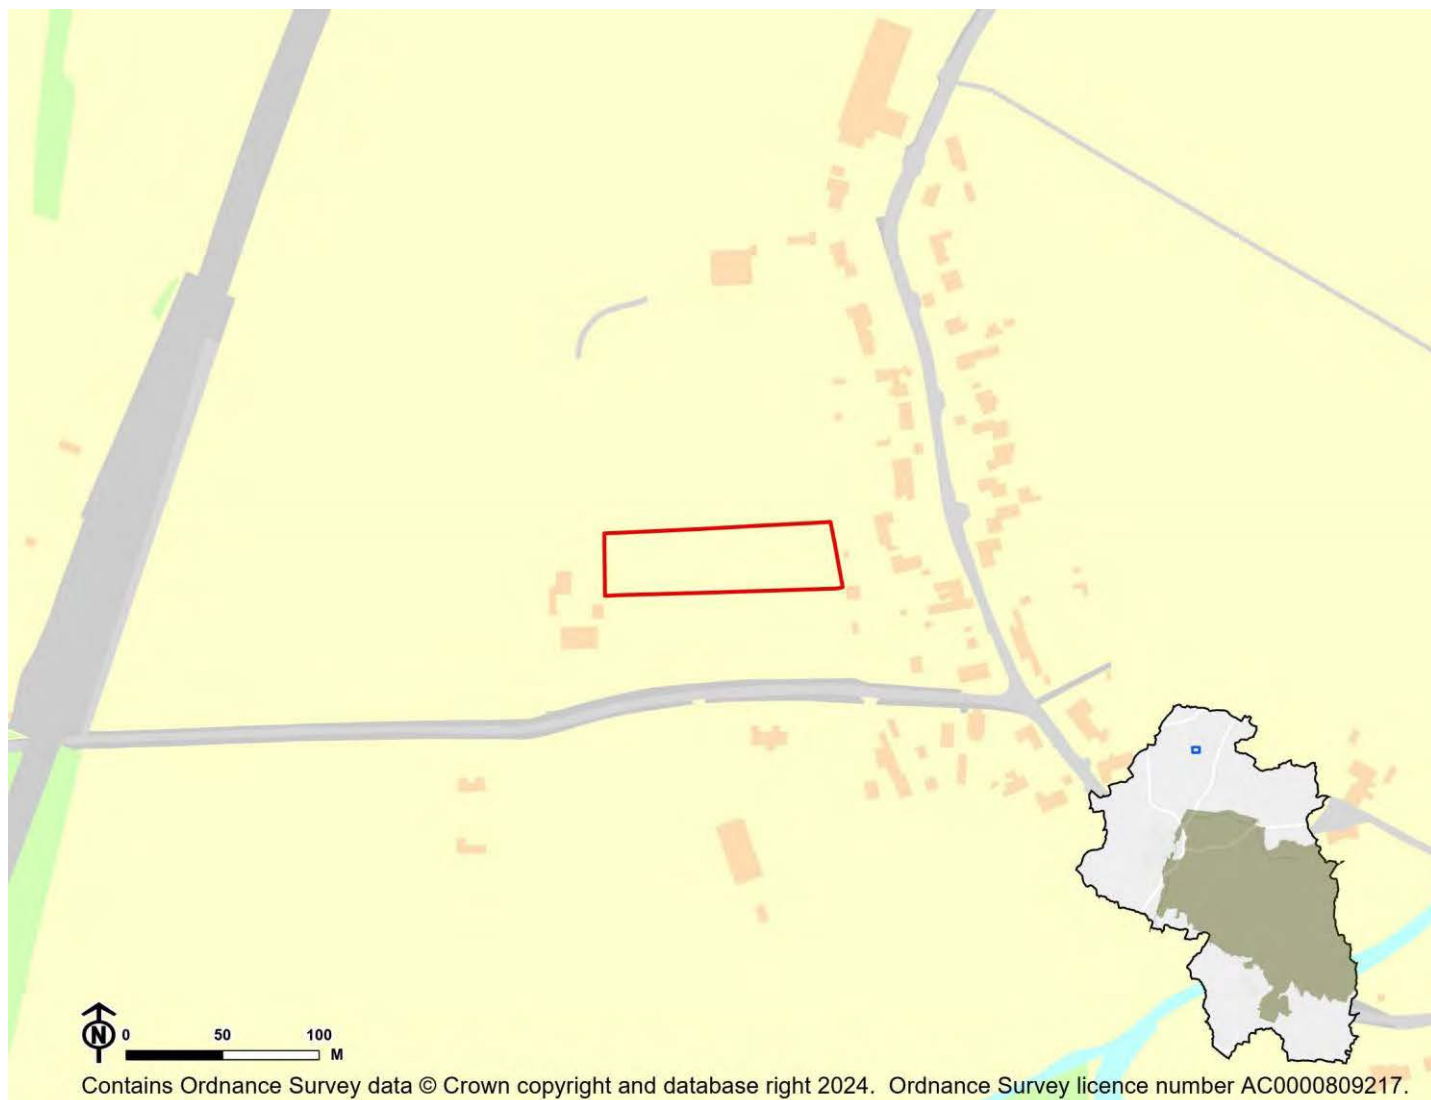 N
0 50 100
M
Contains Ordnance Survey data © Crown copyright and database right 2024. Ordnance Survey licence number AC0000809217.